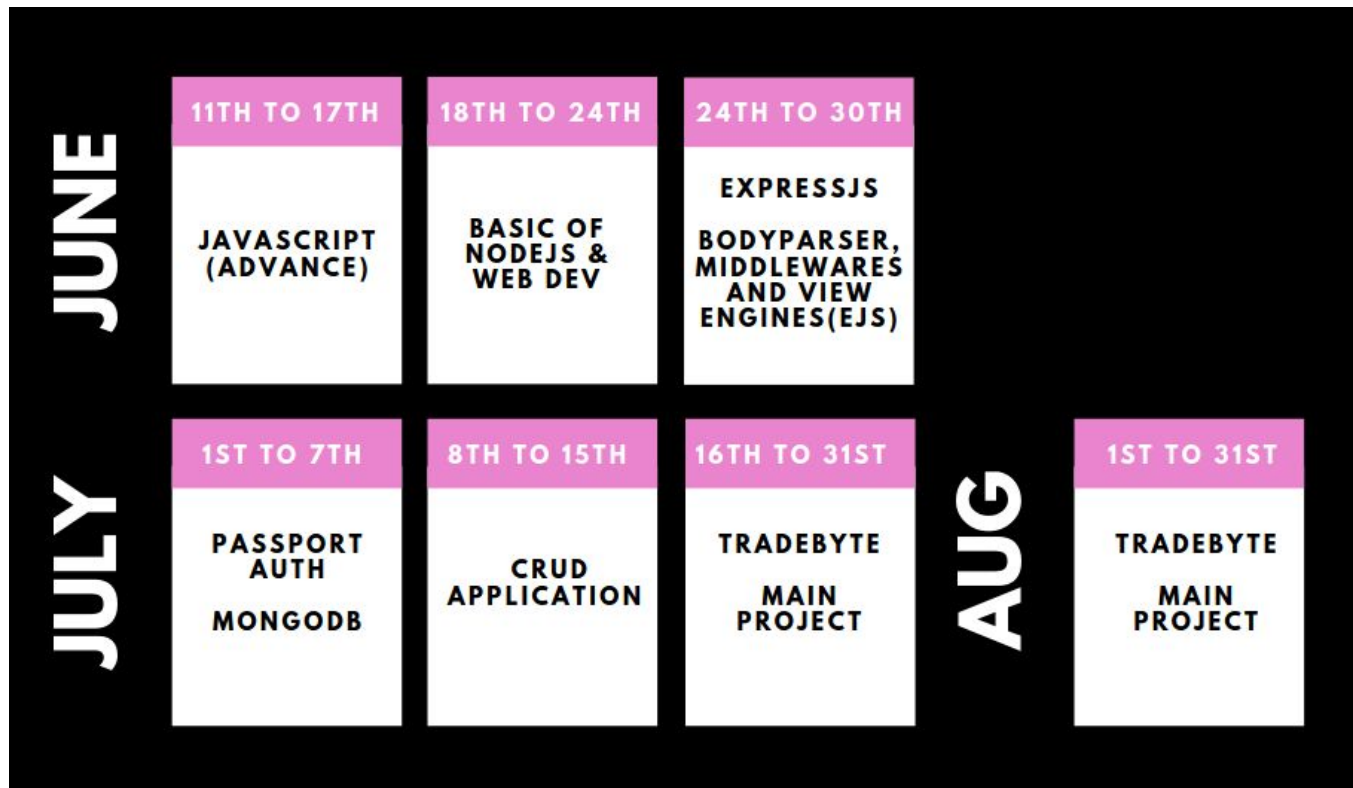 JUNE
11TH TO 17TH
JAVASCRIPT
(ADVANCE)
18TH TO 24TH
BASIC OF
NODEJS &
WEB DEV
24TH TO 30TH
EXPRESSJS
BODYPARSER,
MIDDLEWARES
AND VIEW
ENGINES(EJS)
JULY
1ST TO 7TH
PASSPORT
AUTH
MONGODB
8TH TO 15TH
CRUD
APPLICATION
16TH TO 31ST
TRADEBYTE
MAIN
PROJECT
AUG
1ST TO 31ST
TRADEBYTE
MAIN
PROJECT